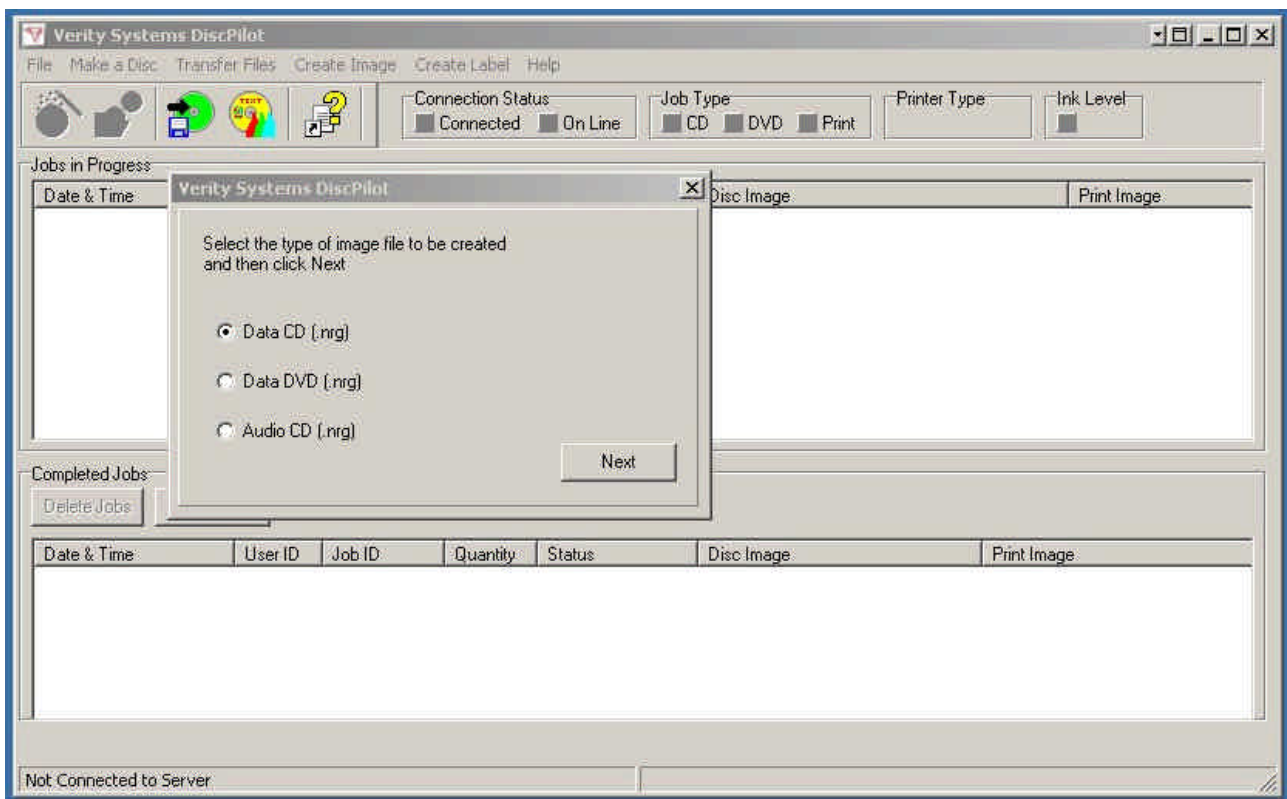 Verity Systems DiscPilot
File Make a Disc Transfer Files Create Image Create Label Help
TEXT
Connection Status
Connected On Line
Job Type
CD DVD Print
Printer Type
Ink Level
Jobs in Progress
Date & Time Disc Image Print Image
Verity Systems DiscPilot
Select the type of image file to be created
and then click Next
Data CD (.nrg)
Data DVD (.nrg)
Audio CD (.nrg)
Next
Completed Jobs
Delete Jobs
Date & Time User ID Job ID Quantity Status Disc Image Print Image
Not Connected to Server